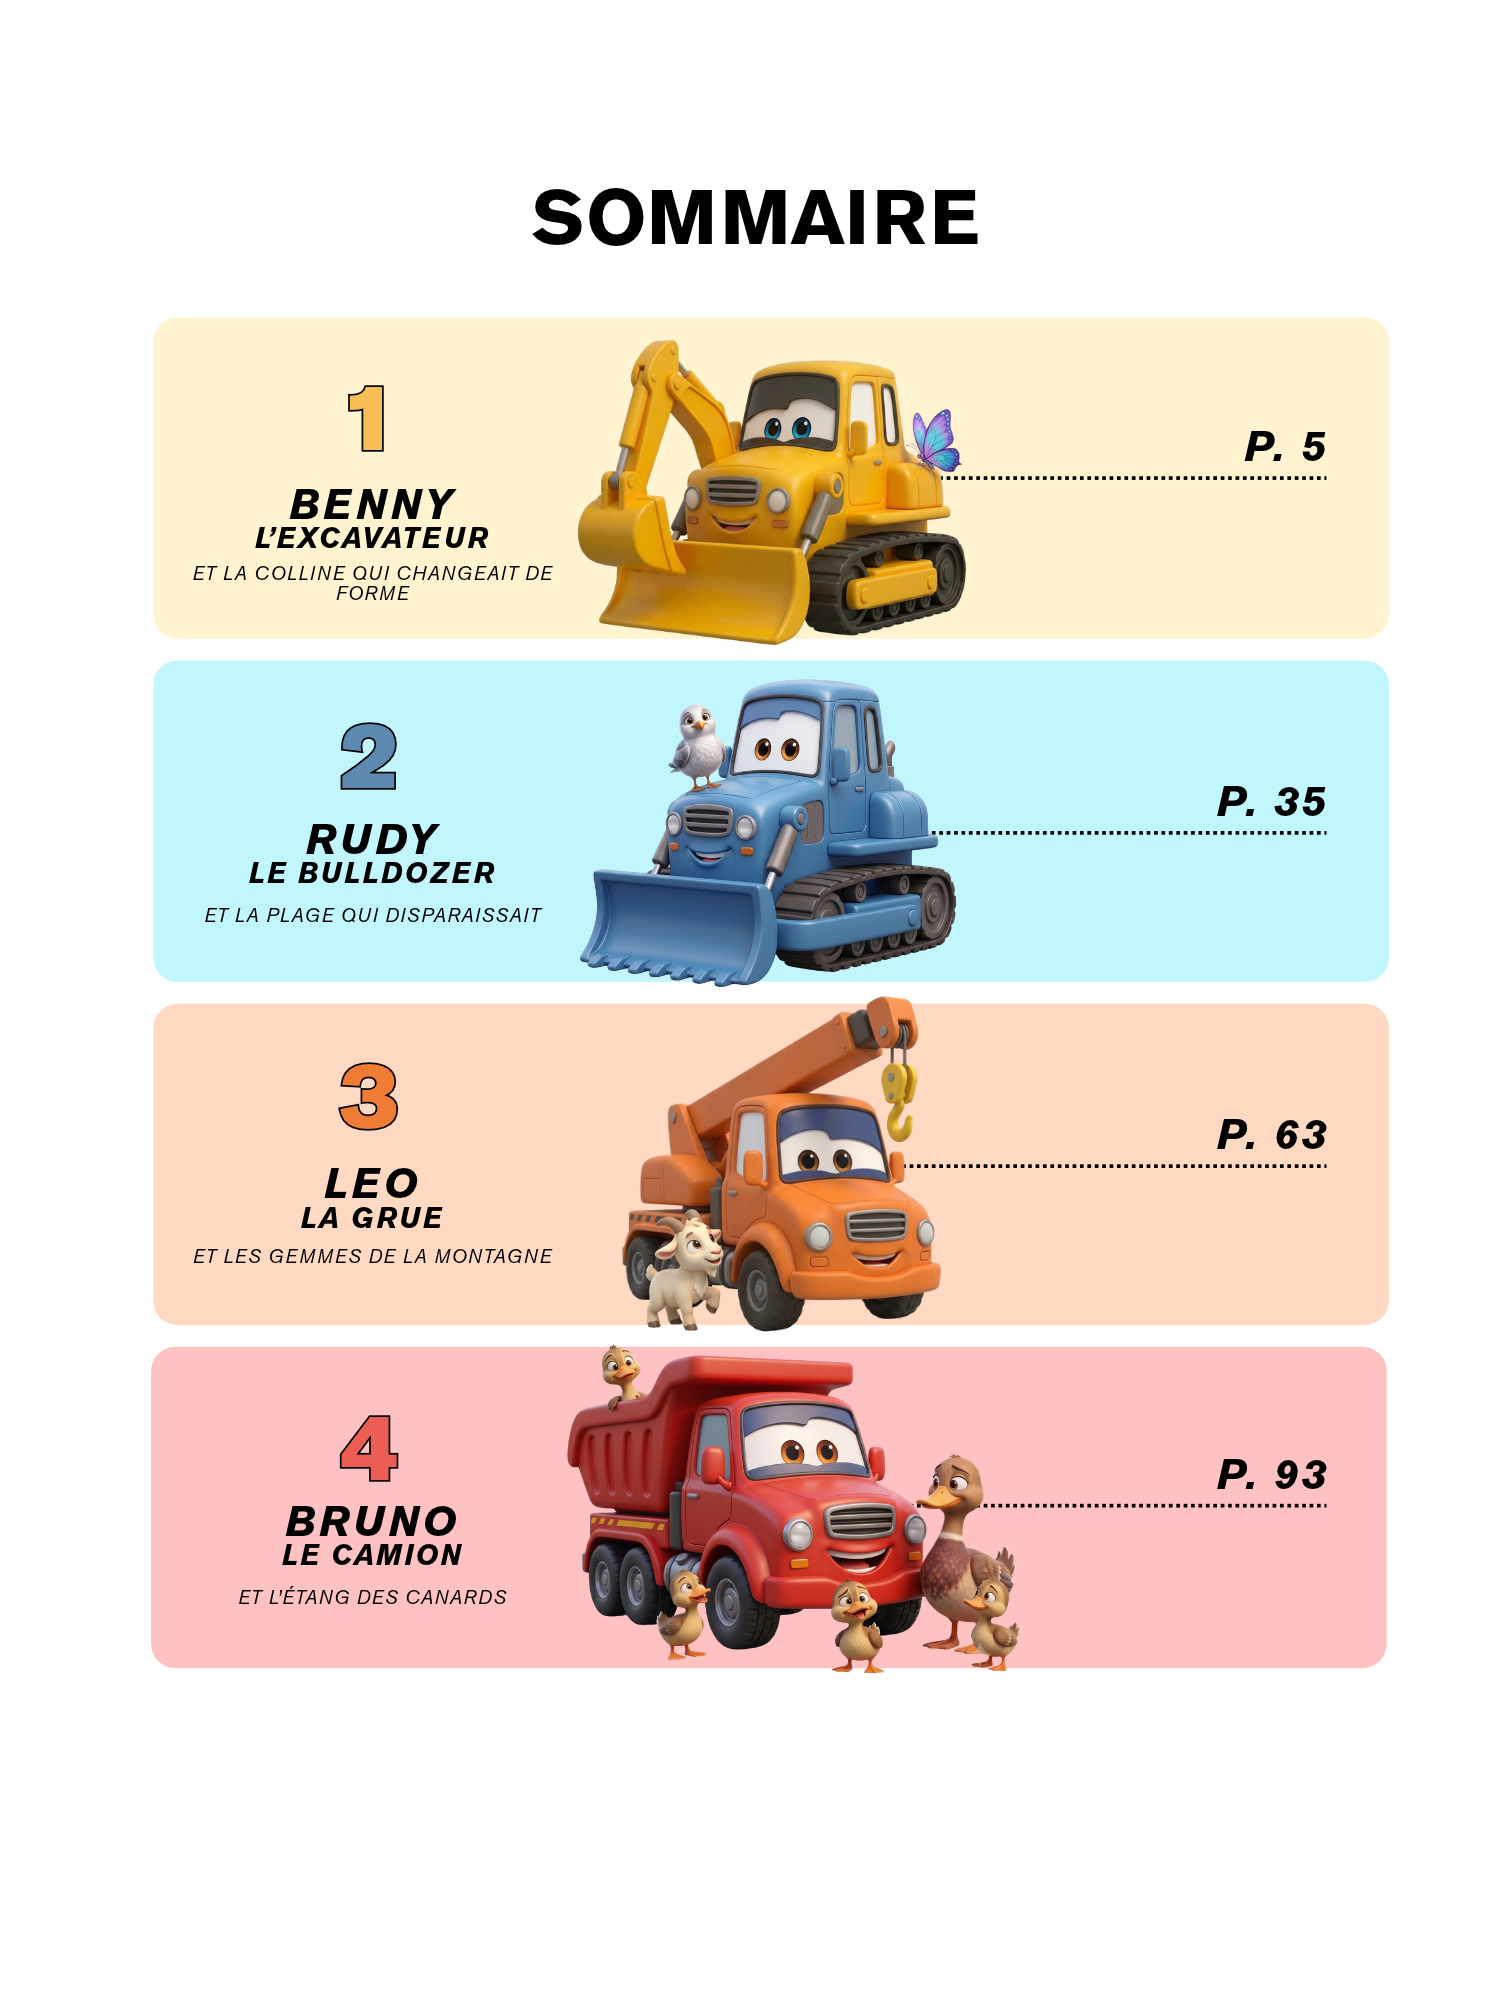 SOMMAIRE
1
BENNY
L'EXCAVATEUR
ET LA COLLINE QUI CHANGEAIT DE
FORME
P. 5
2
RUDY
LE BULLDOZER
ET LA PLAGE QUI DISPARAISSAIT
P. 35
3
LEO
LA GRUE
ET LES GEMMES DE LA MONTAGNE
P. 63
4
BRUNO
LE CAMION
ET L'ÉTANG DES CANARDS
P. 93